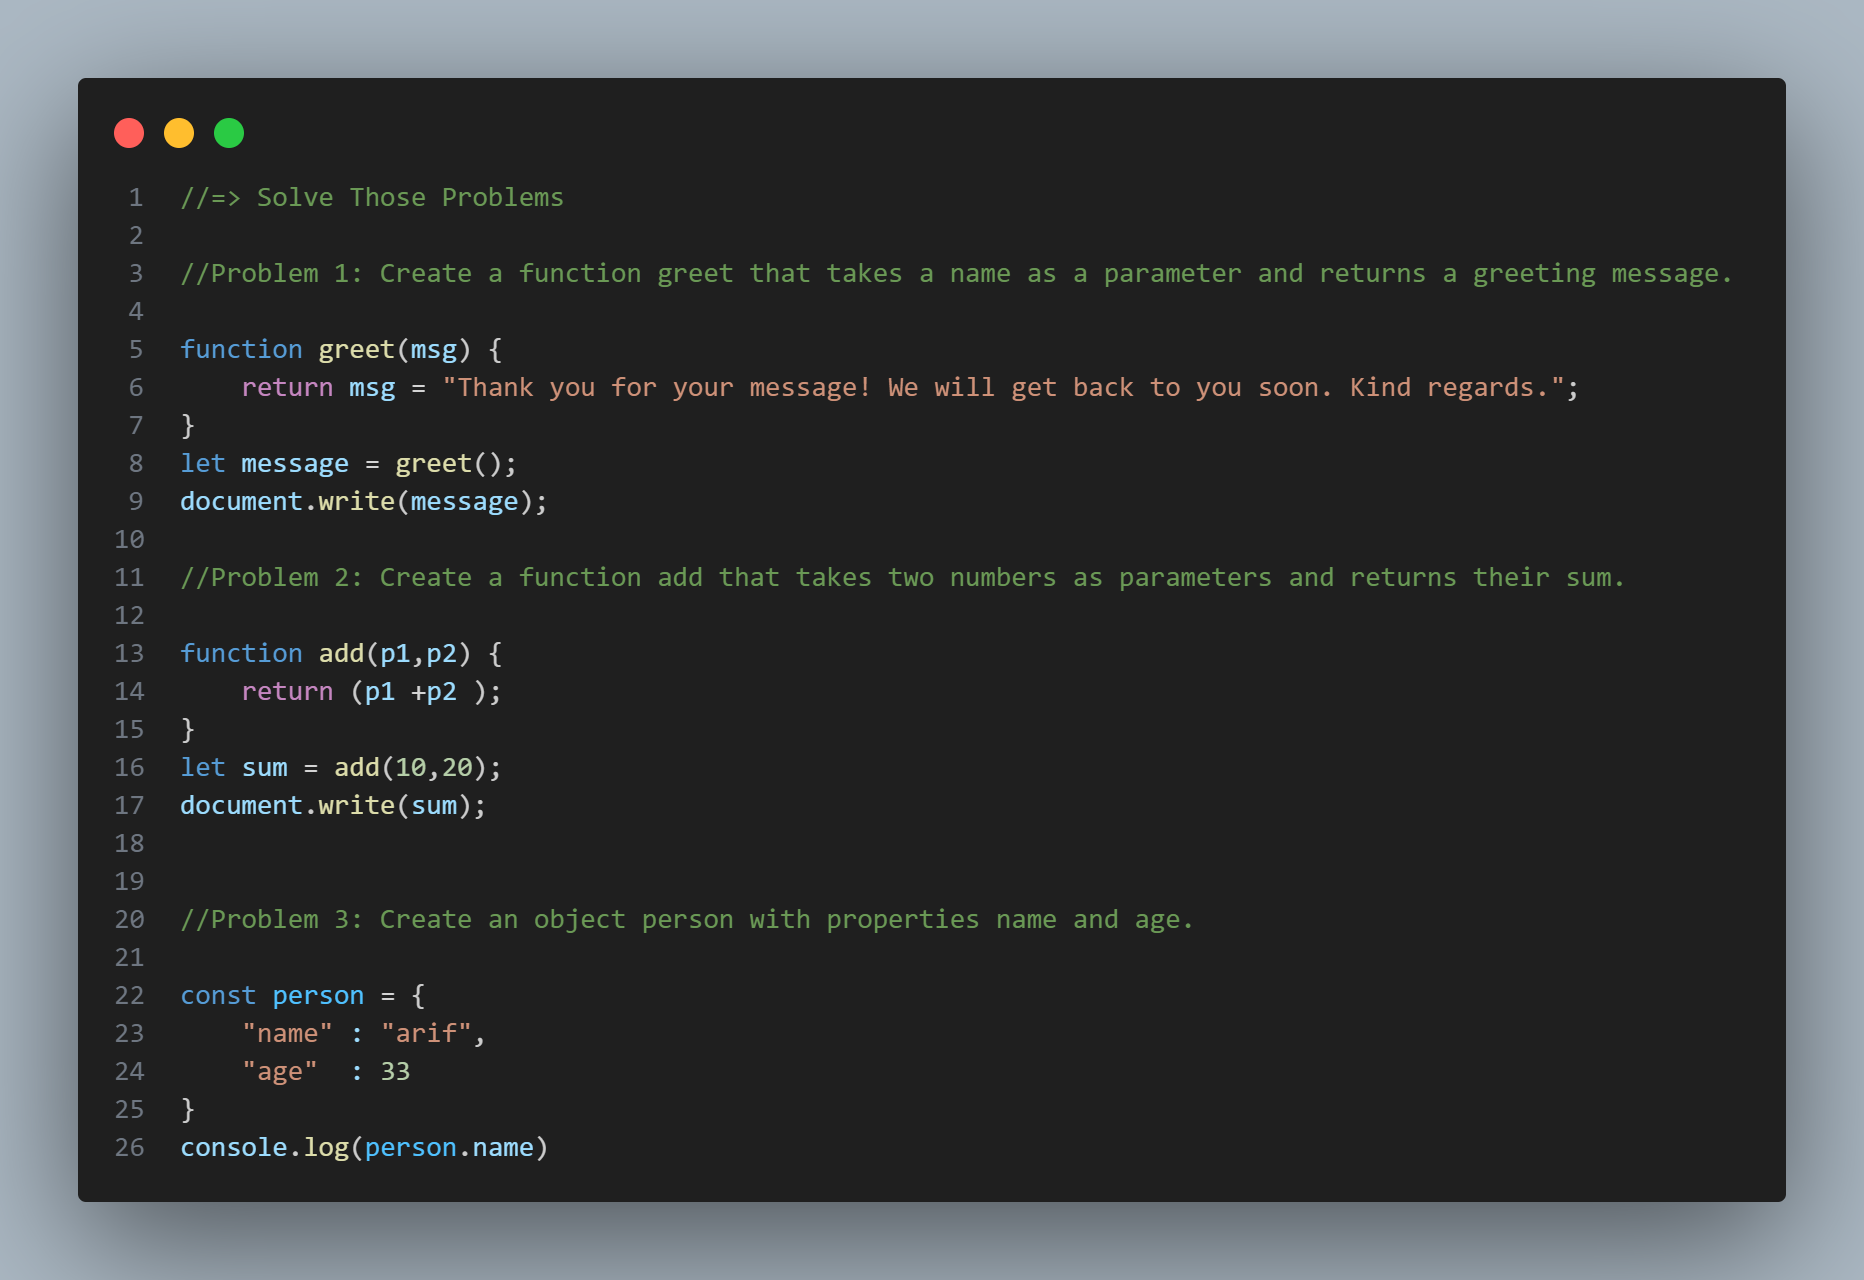 1 //=> Solve Those Problems
2
3 //Problem 1: Create a function greet that takes a name as a parameter and returns a greeting message.
4
5 function greet(msg) {
6     return msg = "Thank you for your message! We will get back to you soon. Kind regards.";
7 }
8 let message = greet();
9 document.write(message);
10
11 //Problem 2: Create a function add that takes two numbers as parameters and returns their sum.
12
13 function add(p1,p2) {
14     return (p1 +p2 );
15 }
16 let sum = add(10,20);
17 document.write(sum);
18
19
20 //Problem 3: Create an object person with properties name and age.
21
22 const person = {
23     "name" : "arif",
24     "age"  : 33
25 }
26 console.log(person.name)